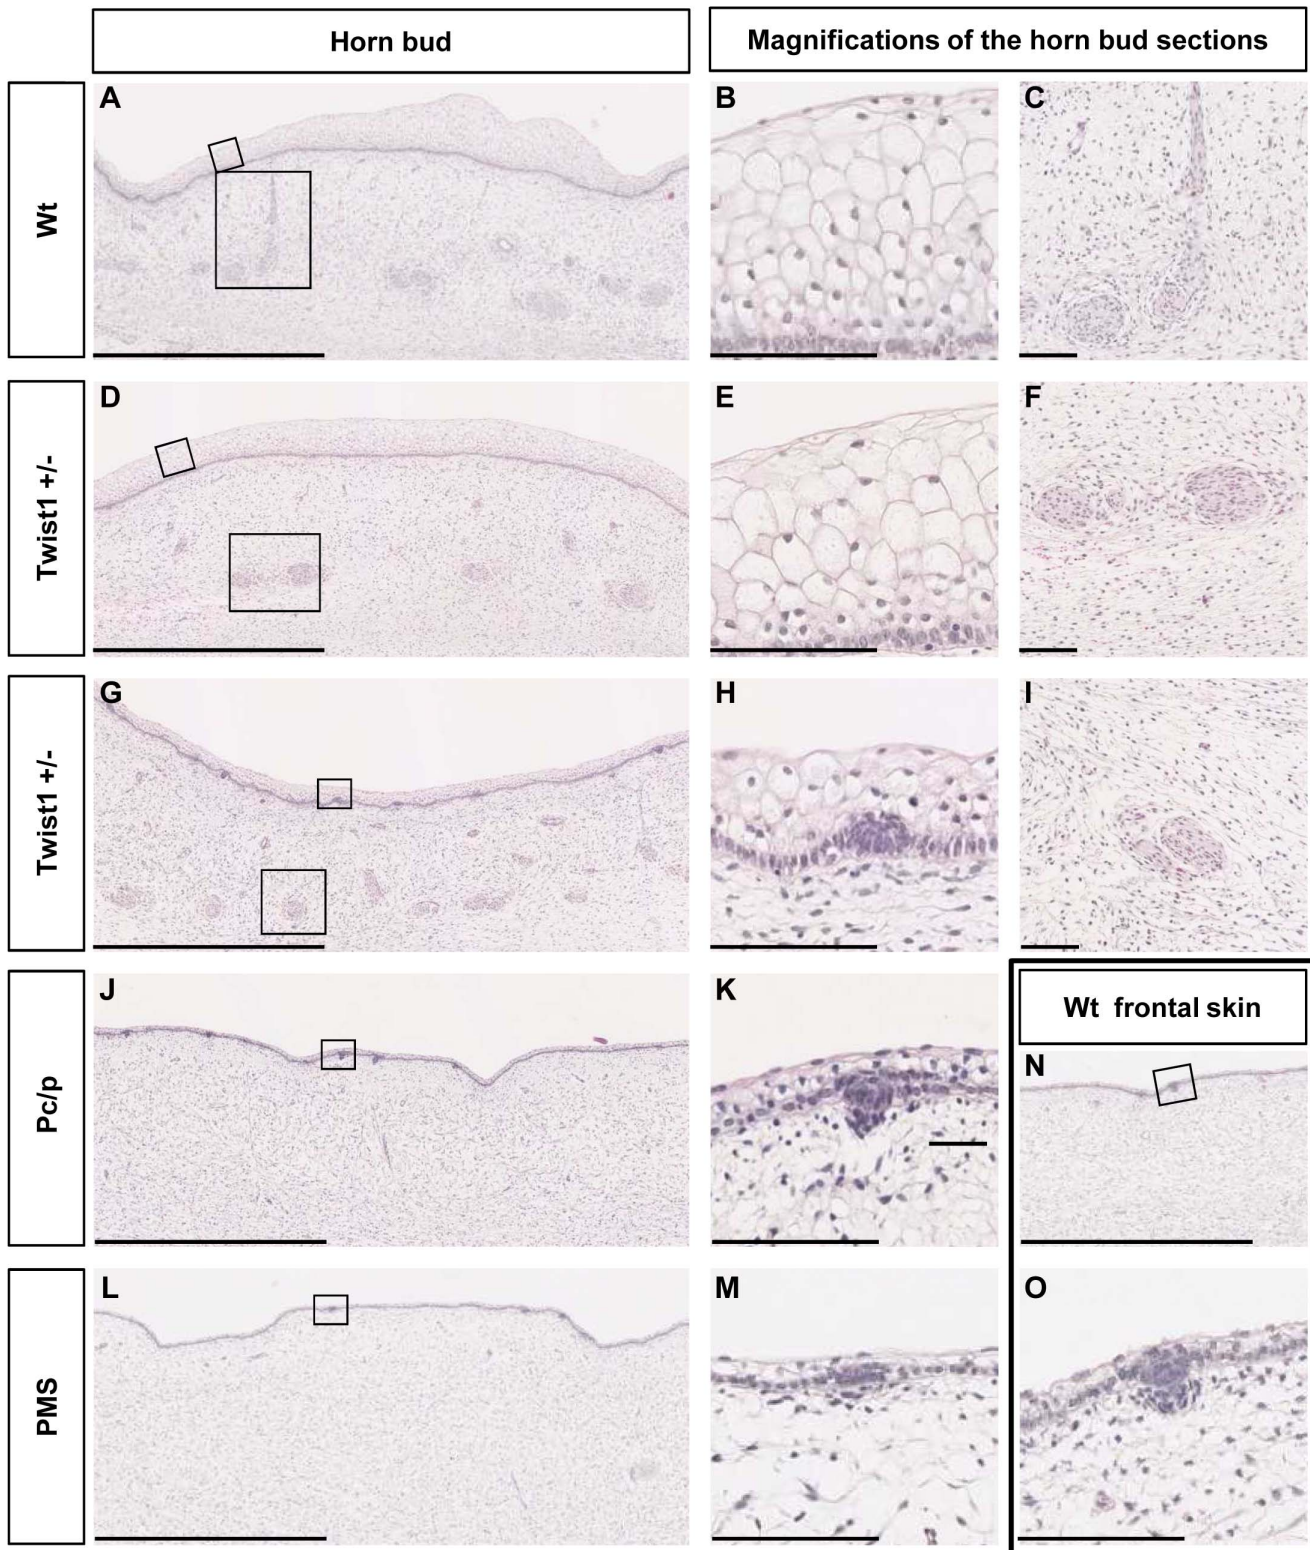 Horn bud
Magnifications of the horn bud sections
Wt
A
B
C
Twist1 +/-
D
E
F
Twist1 +/-
G
H
I
Pc/p
J
K
Wt frontal skin
N
PMS
L
M
O